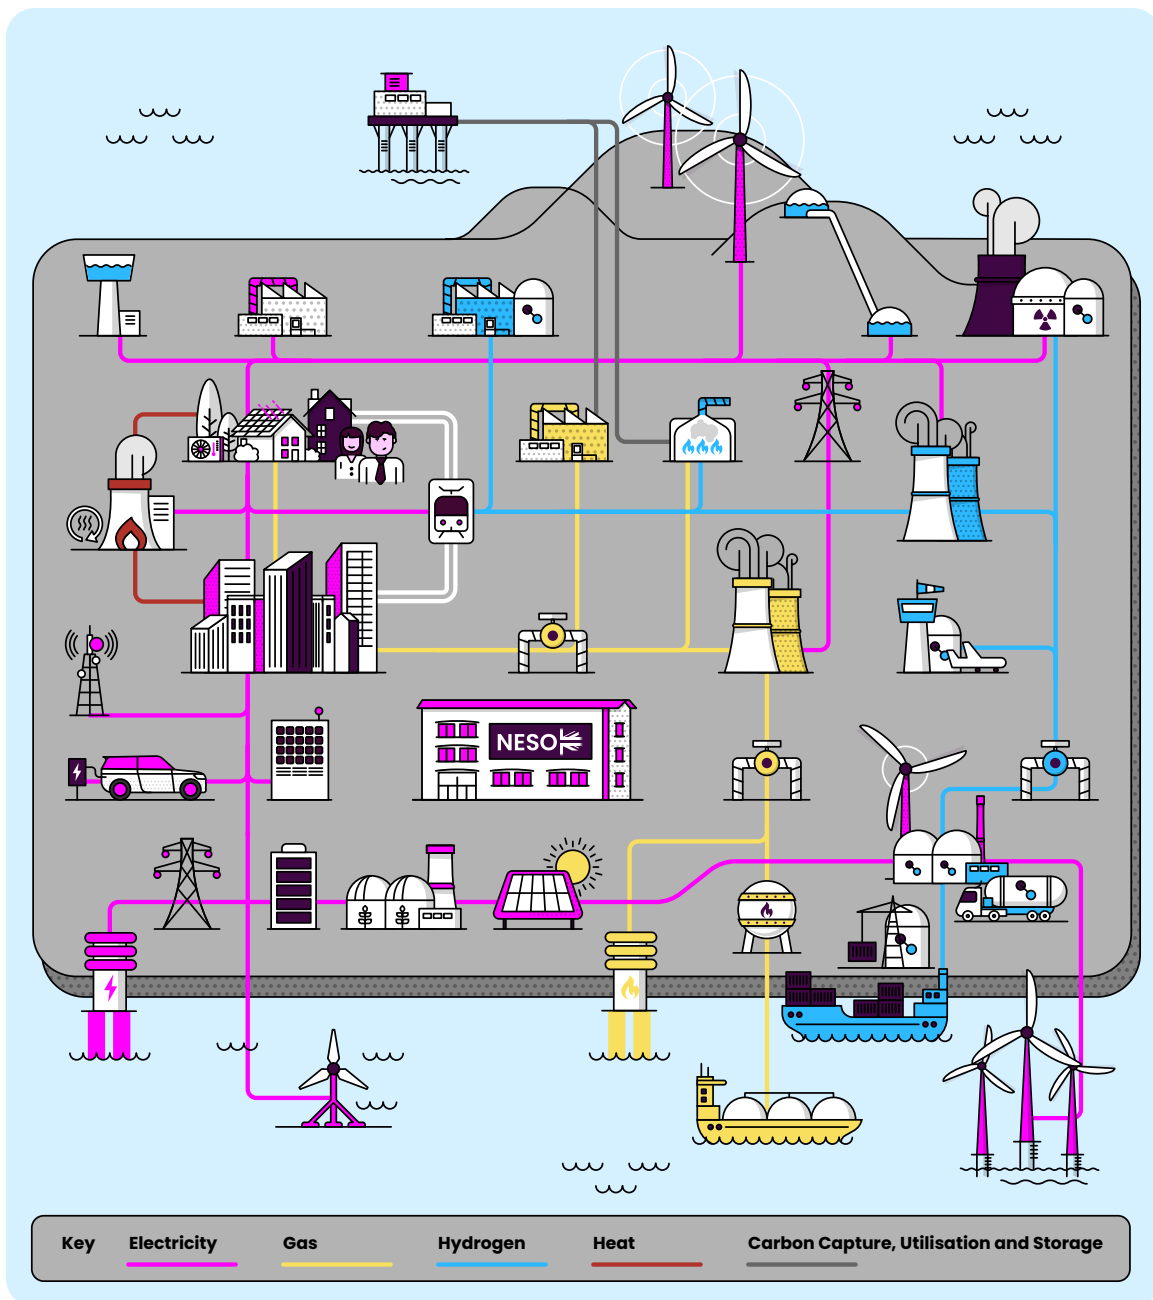 NESO
Key
Electricity
Gas
Hydrogen
Heat
Carbon Capture, Utilisation and Storage